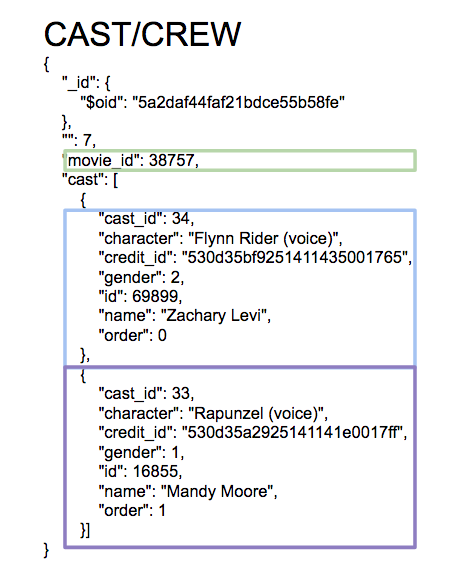 CAST/CREW
{
"_id": {
"$oid": "5a2daf44faf21bdce55b58fe"
},
"": 7,
"movie_id": 38757,
"cast": [
{
"cast_id": 34,
"character": "Flynn Rider (voice)",
"credit_id": "530d35bf9251411435001765",
"gender": 2,
"id": 69899,
"name": "Zachary Levi",
"order": 0
},
{
"cast_id": 33,
"character": "Rapunzel (voice)",
"credit_id": "530d35a2925141141e0017ff",
"gender": 1,
"id": 16855,
"name": "Mandy Moore",
"order": 1
}]
}